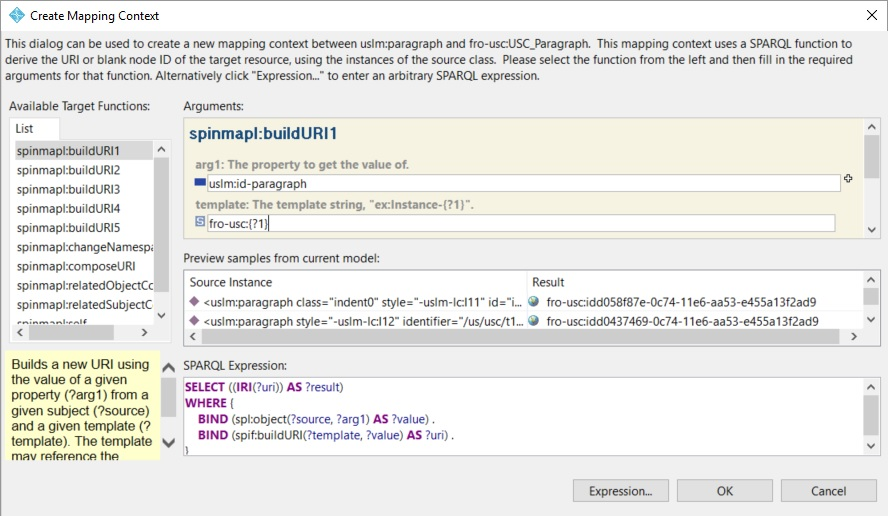 Create Mapping Context
This dialog can be used to create a new mapping context between uslm:paragraph and fro-usc:USC_Paragraph. This mapping context uses a SPARQL function to
derive the URI or blank node ID of the target resource, using the instances of the source class. Please select the function from the left and then fill in the required
arguments for that function. Alternatively click "Expression..." to enter an arbitrary SPARQL expression.
Available Target Functions:
List
spinmapl:buildURI1
spinmapl:buildURI2
spinmapl:buildURI3
spinmapl:buildURI4
spinmapl:buildURI5
spinmapl:changeNamespa
spinmapl:composeURI
spinmapl:relatedObjectCo
spinmapl:relatedSubjectCo
spinmapl:self
Builds a new URI using
the value of a given
property (?arg1) from a
given subject (?source)
and a given template (?
template). The template
may reference the
Arguments:
spinmapl:buildURI1
arg1: The property to get the value of.
uslm:id-paragraph
template: The template string, "ex:Instance-{?1}".
fro-usc:{?1}
Preview samples from current model:
Source Instance Result
<uslm:paragraph class="indent0" style="-uslm-lc:I11" id="i... fro-usc:idd058f87e-0c74-11e6-aa53-e455a13f2ad9
<uslm:paragraph style="-uslm-lc:I12" identifier="/us/usc/t1... fro-usc:idd0437469-0c74-11e6-aa53-e455a13f2ad9
SPARQL Expression:
SELECT ((IRI(?uri)) AS ?result)
WHERE {
BIND (spl:object(?source, ?arg1) AS ?value) .
BIND (spif:buildURI(?template, ?value) AS ?uri) .
}
Expression... OK Cancel